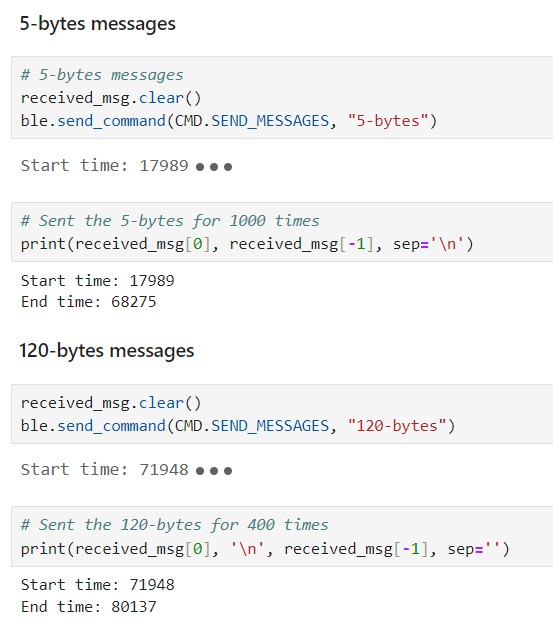 5-bytes messages
# 5-bytes messages
received_msg.clear()
ble.send_command(CMD.SEND_MESSAGES, "5-bytes")
Start time: 17989 •••
# Sent the 5-bytes for 1000 times
print(received_msg[0], received_msg[-1], sep='\n')
Start time: 17989
End time: 68275
120-bytes messages
received_msg.clear()
ble.send_command(CMD.SEND_MESSAGES, "120-bytes")
Start time: 71948 •••
# Sent the 120-bytes for 400 times
print(received_msg[0], '\n', received_msg[-1], sep='')
Start time: 71948
End time: 80137